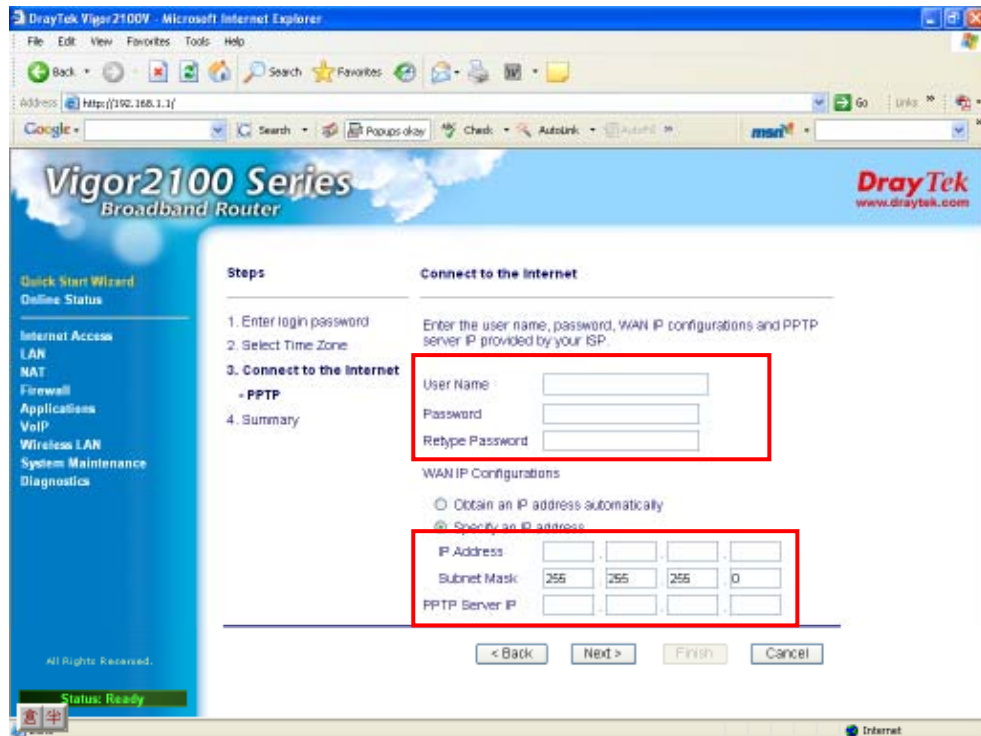 DrayTek Vigor2100V - Microsoft Internet Explorer
File Edit View Favorites Tools Help
Back Search Favorites
Address http://192.168.1.1/ Go Links »
Google Search Popups okay Check AutoLink AutoFill » msn
Vigor2100 Series
Broadband Router
DrayTek
www.draytek.com
Quick Start Wizard
Online Status
Internet Access
LAN
NAT
Firewall
Applications
VoIP
Wireless LAN
System Maintenance
Diagnostics
All Rights Reserved.
Status: Ready
Steps
1. Enter login password
2. Select Time Zone
3. Connect to the Internet
- PPTP
4. Summary
Connect to the Internet
Enter the user name, password, WAN IP configurations and PPTP
server IP provided by your ISP.
User Name
Password
Retype Password
WAN IP Configurations
Obtain an IP address automatically
Specify an IP address
IP Address . . .
Subnet Mask 255 . 255 . 255 . 0
PPTP Server IP . . .
< Back Next > Finish Cancel
倉 半
Internet